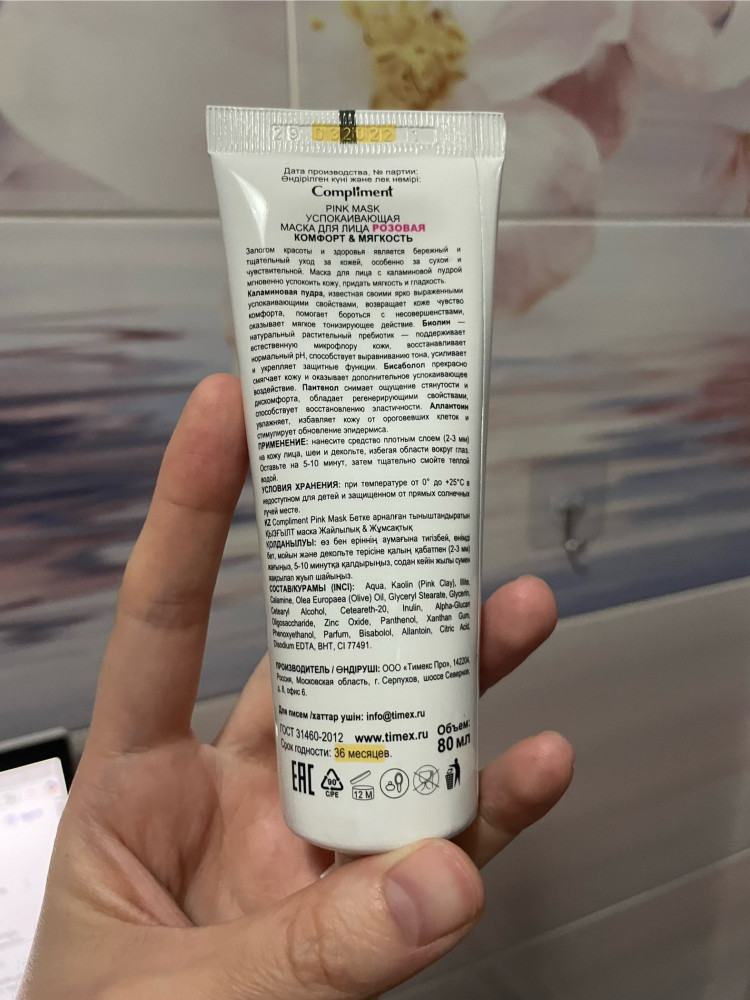 Дата производства, № партии:
Өндірілген күні және лек нөмірі:
Compliment
PINK MASK
УСПОКАИВАЮЩАЯ
МАСКА ДЛЯ ЛИЦА РОЗОВАЯ
КОМФОРТ & МЯГКОСТЬ
Залогом красоты и здоровья является бережный и
тщательный уход за кожей, особенно за сухой и
чувствительной. Маска для лица с каламиновой пудрой
мгновенно успокоить кожу, придать мягкость и гладкость.
Каламиновая пудра, известная своими ярко выраженными
успокаивающими свойствами, возвращает коже чувство
комфорта, помогает бороться с несовершенствами,
оказывает мягкое тонизирующее действие. Биолин —
натуральный растительный пребиотик — поддерживает
естественную микрофлору кожи, восстанавливает
нормальный pH, способствует выравниванию тона, усиливает
и укрепляет защитные функции. Бисаболол прекрасно
смягчает кожу и оказывает дополнительное успокаивающее
воздействие. Пантенол снимает ощущение стянутости и
дискомфорта, обладает регенерирующими свойствами,
способствует восстановлению эластичности. Аллантоин
увлажняет, избавляет кожу от ороговевших клеток и
стимулирует обновление эпидермиса.
ПРИМЕНЕНИЕ: нанесите средство плотным слоем (2-3 мм)
на кожу лица, шеи и декольте, избегая области вокруг глаз.
Оставьте на 5-10 минут, затем тщательно смойте теплой
водой.
УСЛОВИЯ ХРАНЕНИЯ: при температуре от 0° до +25°С в
недоступном для детей и защищенном от прямых солнечных
лучей месте.
KZ Compliment Pink Mask Бетке арналған тыныштандыратын
ҚЫЗҒЫЛТ маска Жайлылық & Жұмсақтық
ҚОЛДАНЫЛУЫ: көз бен еріннің аумағына тигізбей, өнімді
бет, мойын және декольте терісіне қалың қабатпен (2-3 мм)
жағыңыз, 5-10 минутқа қалдырыңыз, содан кейін жылы сумен
жақсылап жуып шайыңыз.
СОСТАВ/КУРАМЫ (INCI): Aqua, Kaolin (Pink Clay), Illite,
Calamine, Olea Europaea (Olive) Oil, Glyceryl Stearate, Glycerin,
Cetearyl Alcohol, Ceteareth-20, Inulin, Alpha-Glucan
Oligosaccharide, Zinc Oxide, Panthenol, Xanthan Gum,
Phenoxyethanol, Parfum, Bisabolol, Allantoin, Citric Acid,
Disodium EDTA, BHT, CI 77491.
ПРОИЗВОДИТЕЛЬ / ӨНДІРУШІ: ООО «Тимекс Про», 142204,
Россия, Московская область, г. Серпухов, шоссе Северное,
д. 8, офис 6.
Для писем /хаттар үшін: info@timex.ru
ГОСТ 31460-2012 www.timex.ru
Срок годности: 36 месяцев.
Объем:
80 мл
EAC
90
C/PE
12 M